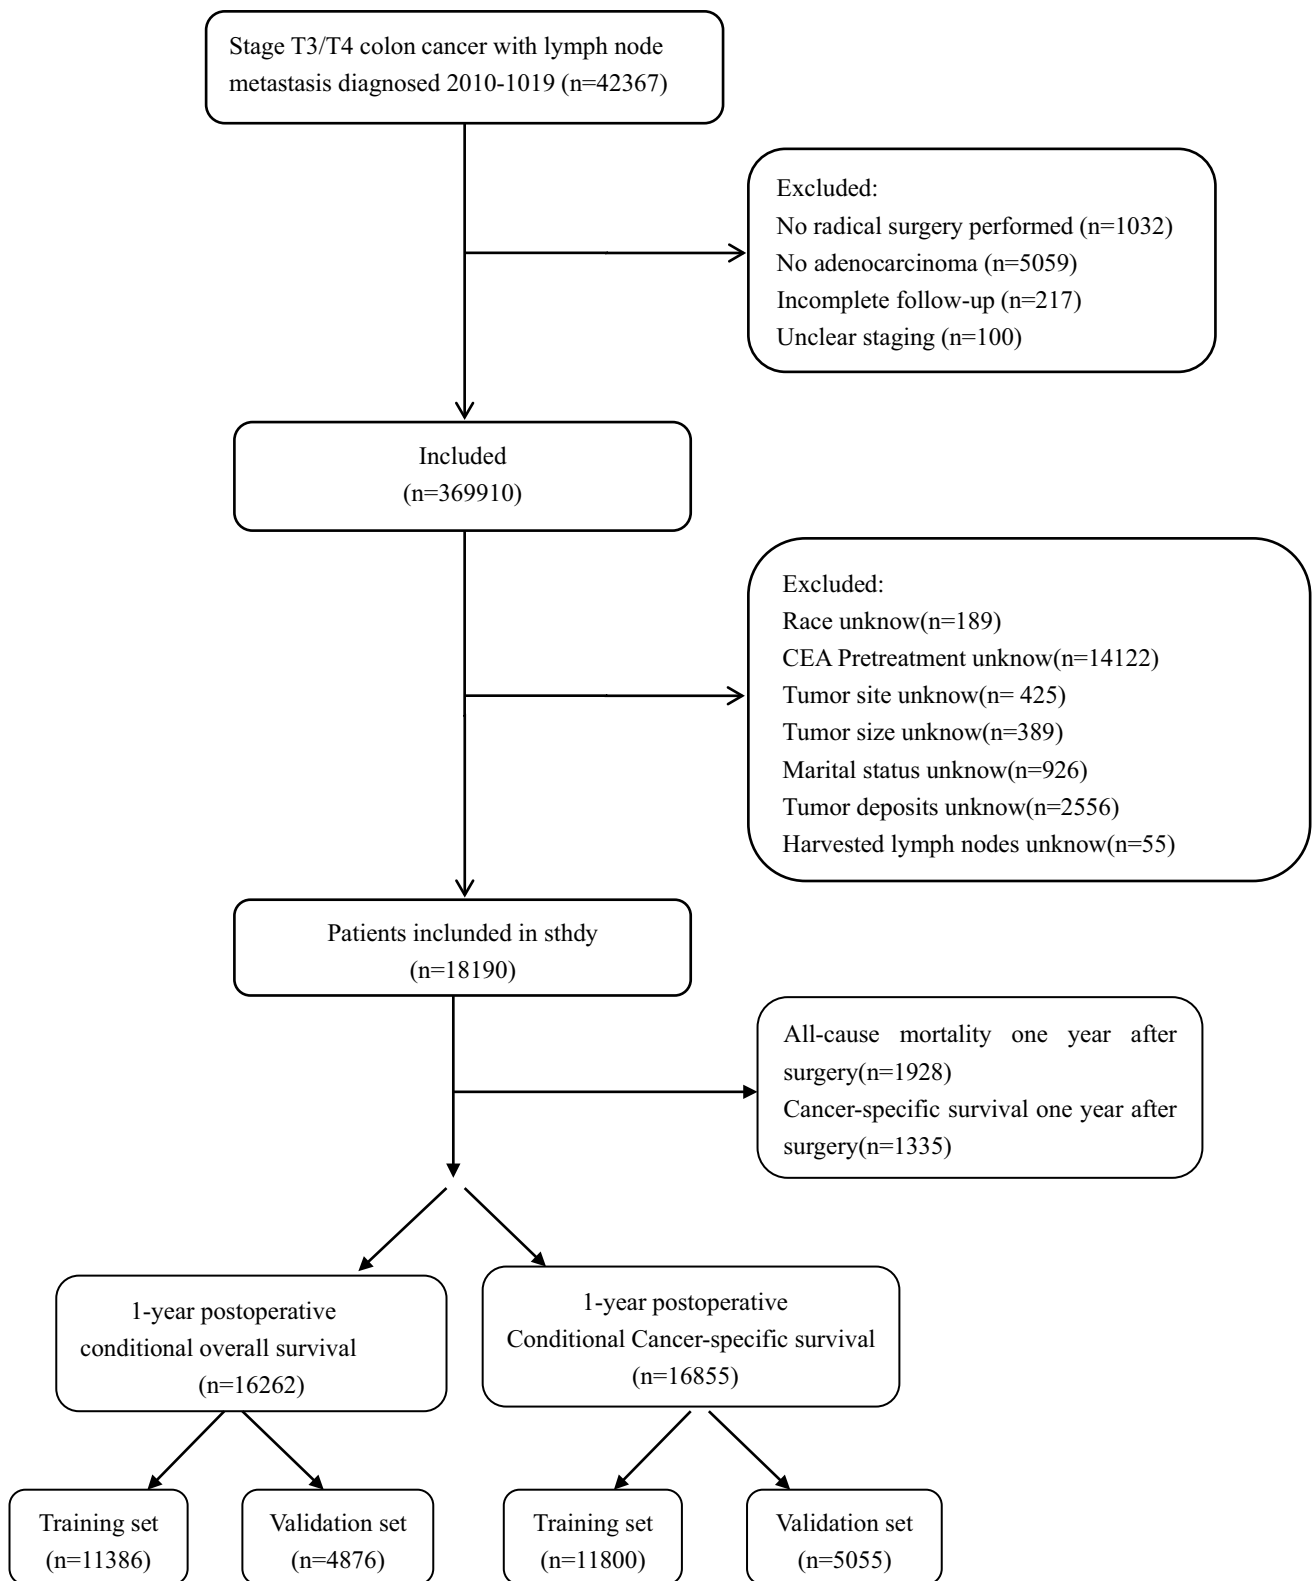 Stage T3/T4 colon cancer with lymph node
metastasis diagnosed 2010-1019 (n=42367)
Excluded:
No radical surgery performed (n=1032)
No adenocarcinoma (n=5059)
Incomplete follow-up (n=217)
Unclear staging (n=100)
Included
(n=369910)
Excluded:
Race unknow(n=189)
CEA Pretreatment unknow(n=14122)
Tumor site unknow(n= 425)
Tumor size unknow(n=389)
Marital status unknow(n=926)
Tumor deposits unknow(n=2556)
Harvested lymph nodes unknow(n=55)
Patients inclunded in sthdy
(n=18190)
All-cause mortality one year after
surgery(n=1928)
Cancer-specific survival one year after
surgery(n=1335)
1-year postoperative
conditional overall survival
(n=16262)
1-year postoperative
Conditional Cancer-specific survival
(n=16855)
Training set
(n=11386)
Validation set
(n=4876)
Training set
(n=11800)
Validation set
(n=5055)